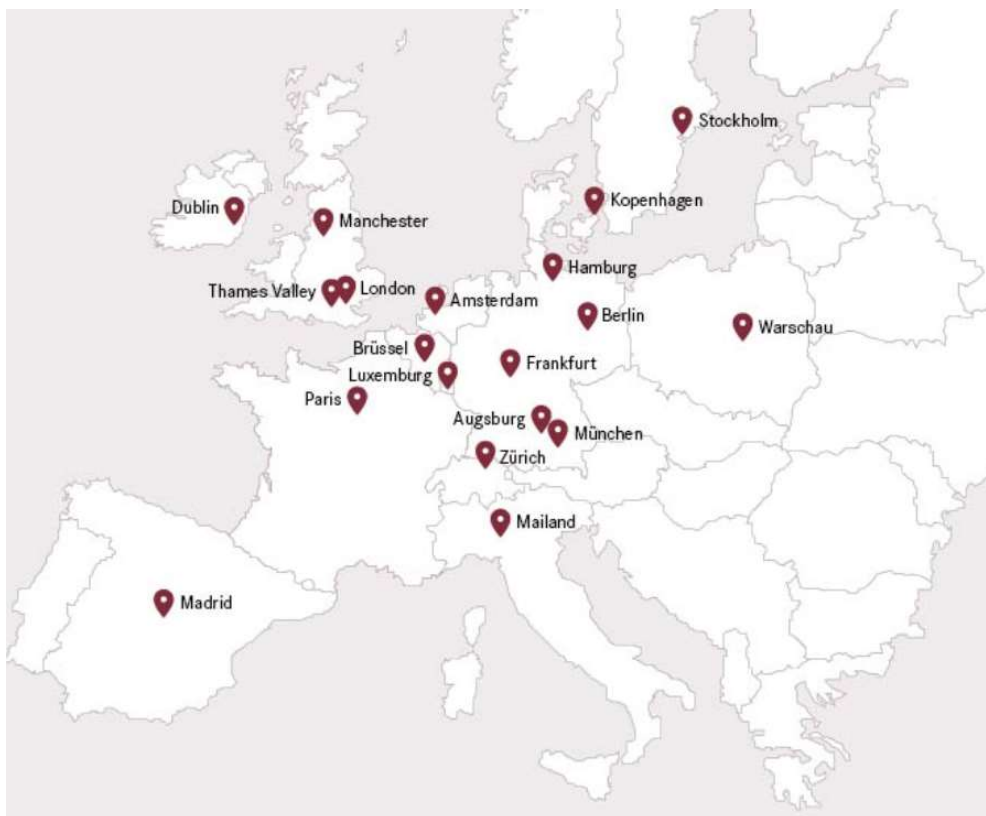 Stockholm
Kopenhagen
Dublin
Manchester
Hamburg
Thames Valley
London
Amsterdam
Berlin
Warschau
Brüssel
Frankfurt
Luxemburg
Paris
Augsburg
München
Zürich
Mailand
Madrid